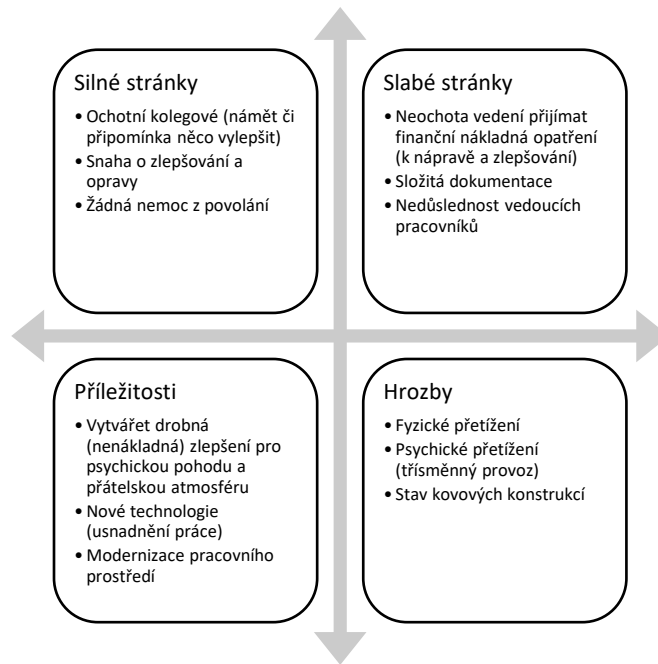 Silné stránky
• Ochotní kolegové (námět či
připomínka něco vylepšit)
• Snaha o zlepšování a
opravy
• Žádná nemoc z povolání
Slabé stránky
• Neochota vedení přijímat
finanční nákladná opatření
(k nápravě a zlepšování)
• Složitá dokumentace
• Nedůslednost vedoucích
pracovníků
Příležitosti
• Vytvářet drobná
(nenákladná) zlepšení pro
psychickou pohodu a
přátelskou atmosféru
• Nové technologie
(usnadnění práce)
• Modernizace pracovního
prostředí
Hrozby
• Fyzické přetížení
• Psychické přetížení
(třísměnný provoz)
• Stav kovových konstrukcí